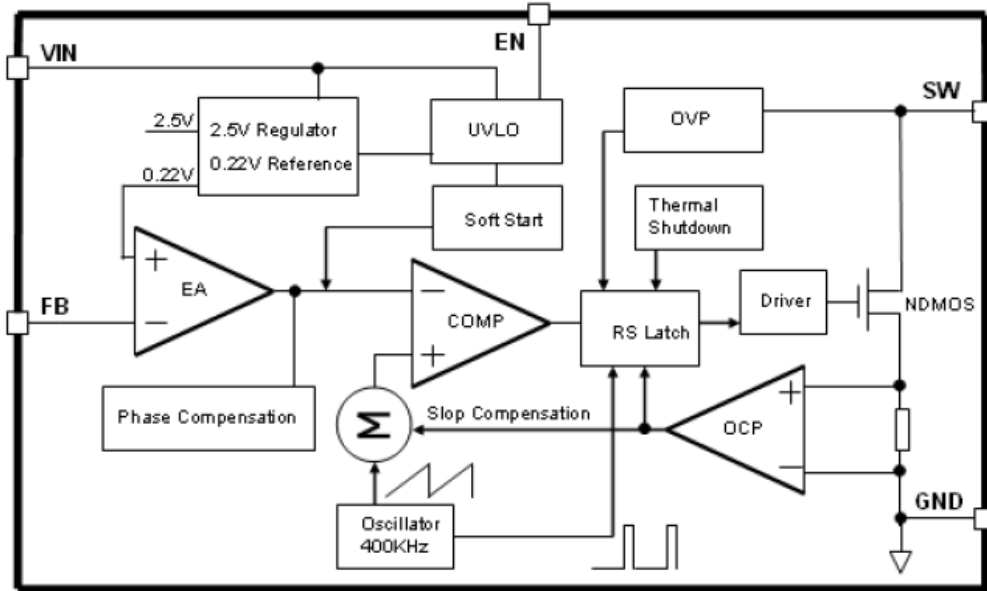 EN
VIN
SW
2.5V
2.5V Regulator
0.22V Reference
UVLO
OVP
0.22V
Soft Start
Thermal
Shutdown
+
EA
−
FB
−
COMP
+
RS Latch
Driver
NDMOS
Phase Compensation
Σ
Slop Compensation
+
OCP
−
GND
Oscillator
400KHz